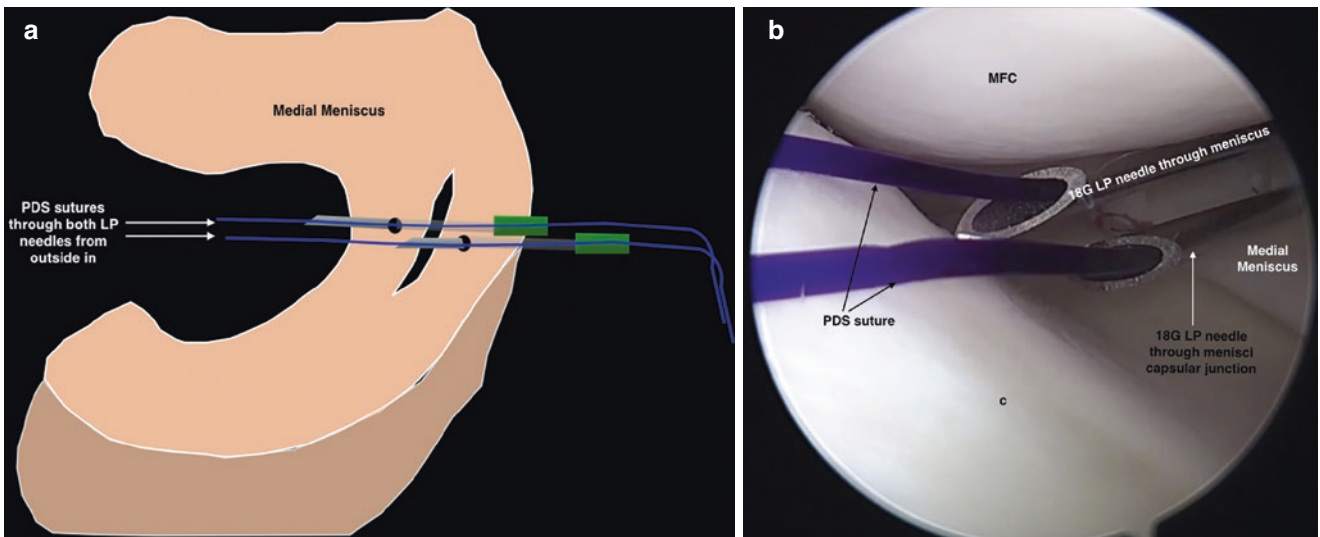 a
Medial Meniscus
PDS sutures
through both LP
needles from
outside in
b
MFC
18G LP needle through meniscus
Medial
Meniscus
PDS suture
18G LP needle
through menisci
capsular junction
c